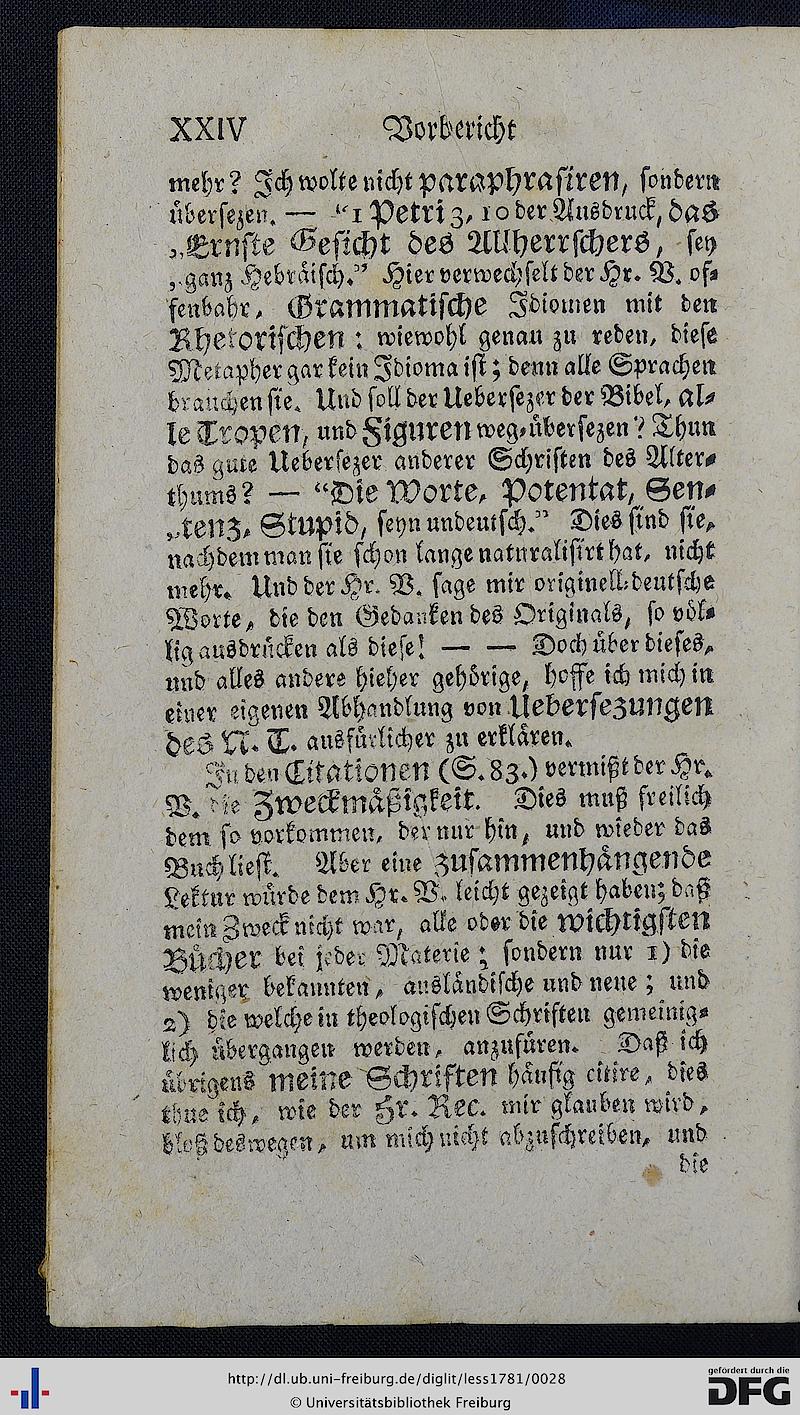 XXIV Vorbericht
mehr? Ich wolte nicht paraphrasiren, sondern
übersezen. — “1 Petri 3, 10 der Ausdruck, das
„Ernste Gesicht des Allherrschers, sey
„ganz Hebräisch.” Hier verwechselt der Hr. V. of⸗
fenbahr, Grammatische Idiomen mit den
Rhetorischen: wiewohl genau zu reden, diese
Metapher gar kein Idioma ist; denn alle Sprachen
brauchen sie. Und soll der Uebersezer der Bibel, al⸗
le Tropen, und Figuren weg⸗übersezen? Thun
das gute Uebersezer anderer Schriften des Alter⸗
thums? — “Die Worte, Potentat, Sen⸗
„tenz, Stupid, seyn undeutsch.” Dies sind sie,
nachdem man sie schon lange naturalisirt hat, nicht
mehr. Und der Hr. V. sage mir originell⸗deutsche
Worte, die den Gedanken des Originals, so völ⸗
lig ausdrücken als diese! — — Doch über dieses,
und alles andere hieher gehörige, hoffe ich mich in
einer eigenen Abhandlung von Uebersezungen
des N. T. ausfürlicher zu erklären.
In den Citationen (S. 83.) vermißt der Hr.
V. die Zweckmäßigkeit. Dies muß freilich
dem so vorkommen, der nur hin, und wieder das
Buch liest. Aber eine zusammenhängende
Lektur würde dem Hr. V. leicht gezeigt haben; daß
mein Zweck nicht war, alle oder die wichtigsten
Bücher bei jeder Materie; sondern nur 1) die
weniger bekannten, ausländische und neue; und
2) die welche in theologischen Schriften gemeinig⸗
lich übergangen werden, anzufüren. Daß ich
übrigens meine Schriften häufig citire, dies
thue ich, wie der Hr. Rec. mir glauben wird,
bloß deswegen, um mich nicht abzuschreiben, und
die
http://dl.ub.uni-freiburg.de/diglit/less1781/0028
© Universitätsbibliothek Freiburg
gefördert durch die
DFG